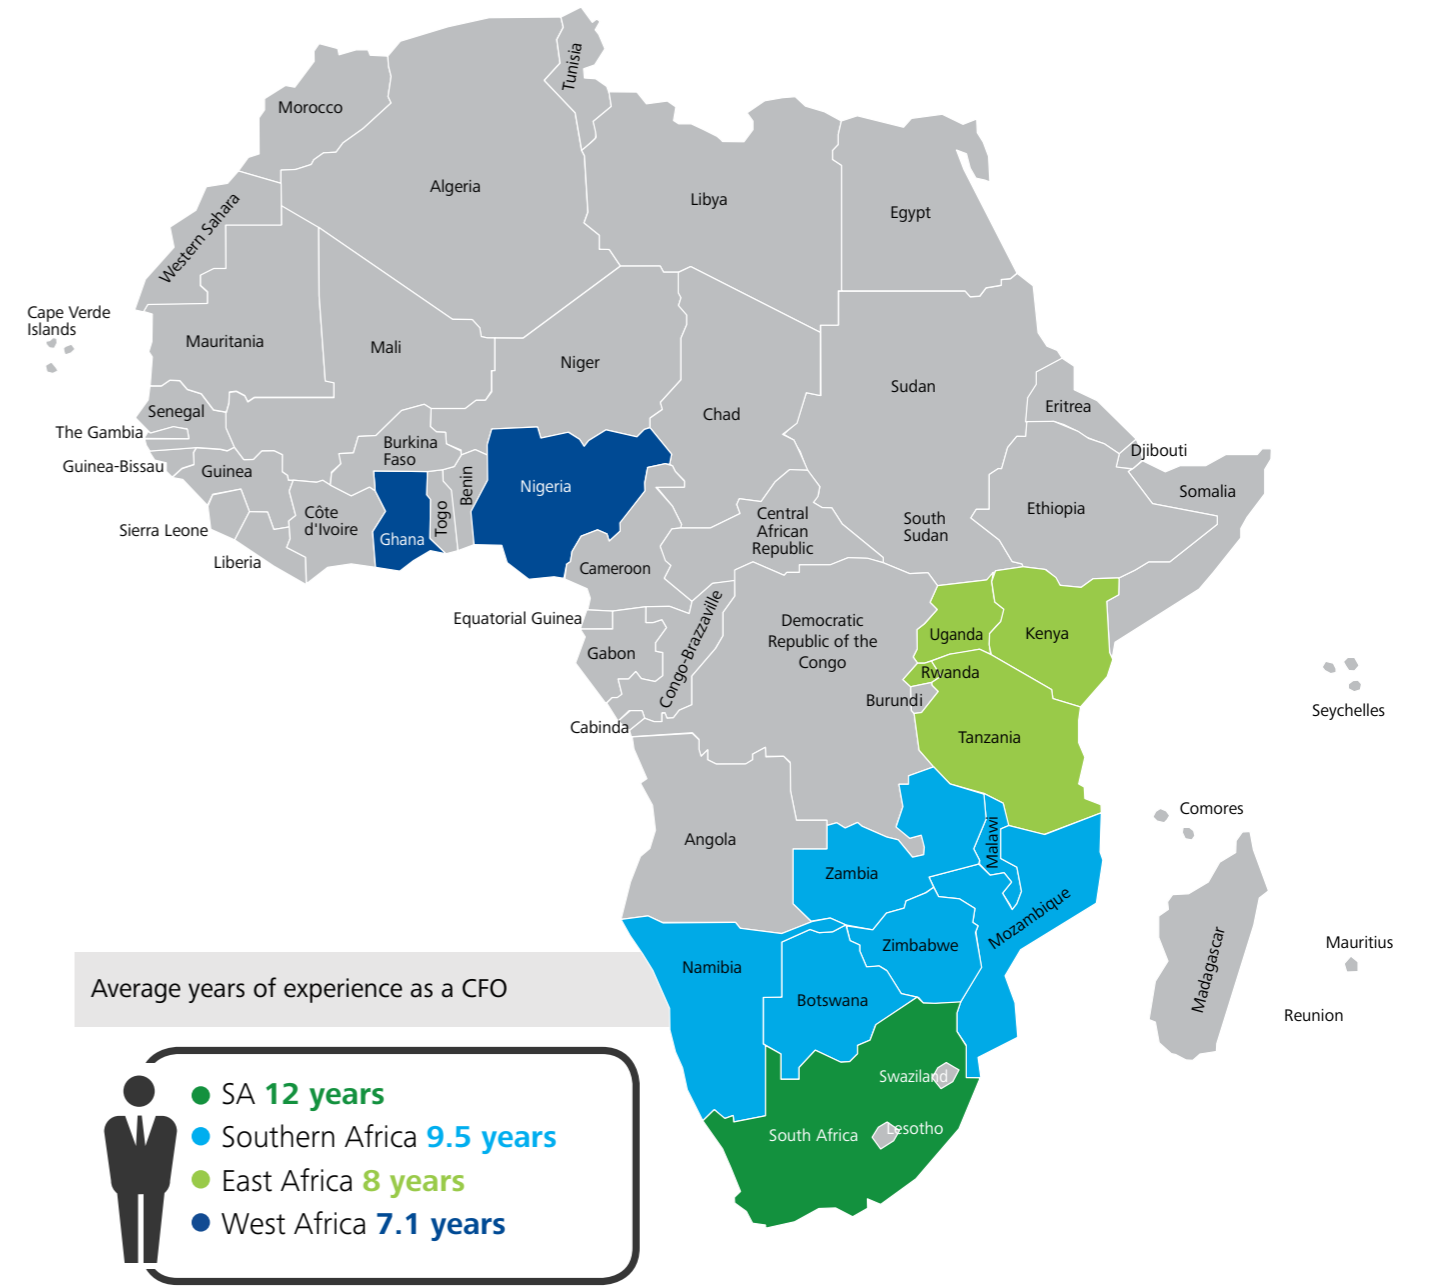 Tunisia
Morocco
Algeria
Libya
Egypt
Western Sahara
Cape Verde
Islands
Mauritania
Mali
Niger
Chad
Sudan
Eritrea
Senegal
The Gambia
Burkina
Faso
Djibouti
Guinea-Bissau
Guinea
Benin
Nigeria
Somalia
Ethiopia
Côte
d'Ivoire
Togo
Ghana
Central
African
Republic
South
Sudan
Sierra Leone
Liberia
Cameroon
Equatorial Guinea
Congo-Brazzaville
Democratic
Republic of the
Congo
Uganda
Kenya
Gabon
Rwanda
Burundi
Seychelles
Cabinda
Tanzania
Comores
Angola
Malawi
Zambia
Mozambique
Zimbabwe
Madagascar
Mauritius
Namibia
Botswana
Reunion
Swaziland
South Africa
Lesotho
Average years of experience as a CFO
SA 12 years
Southern Africa 9.5 years
East Africa 8 years
West Africa 7.1 years